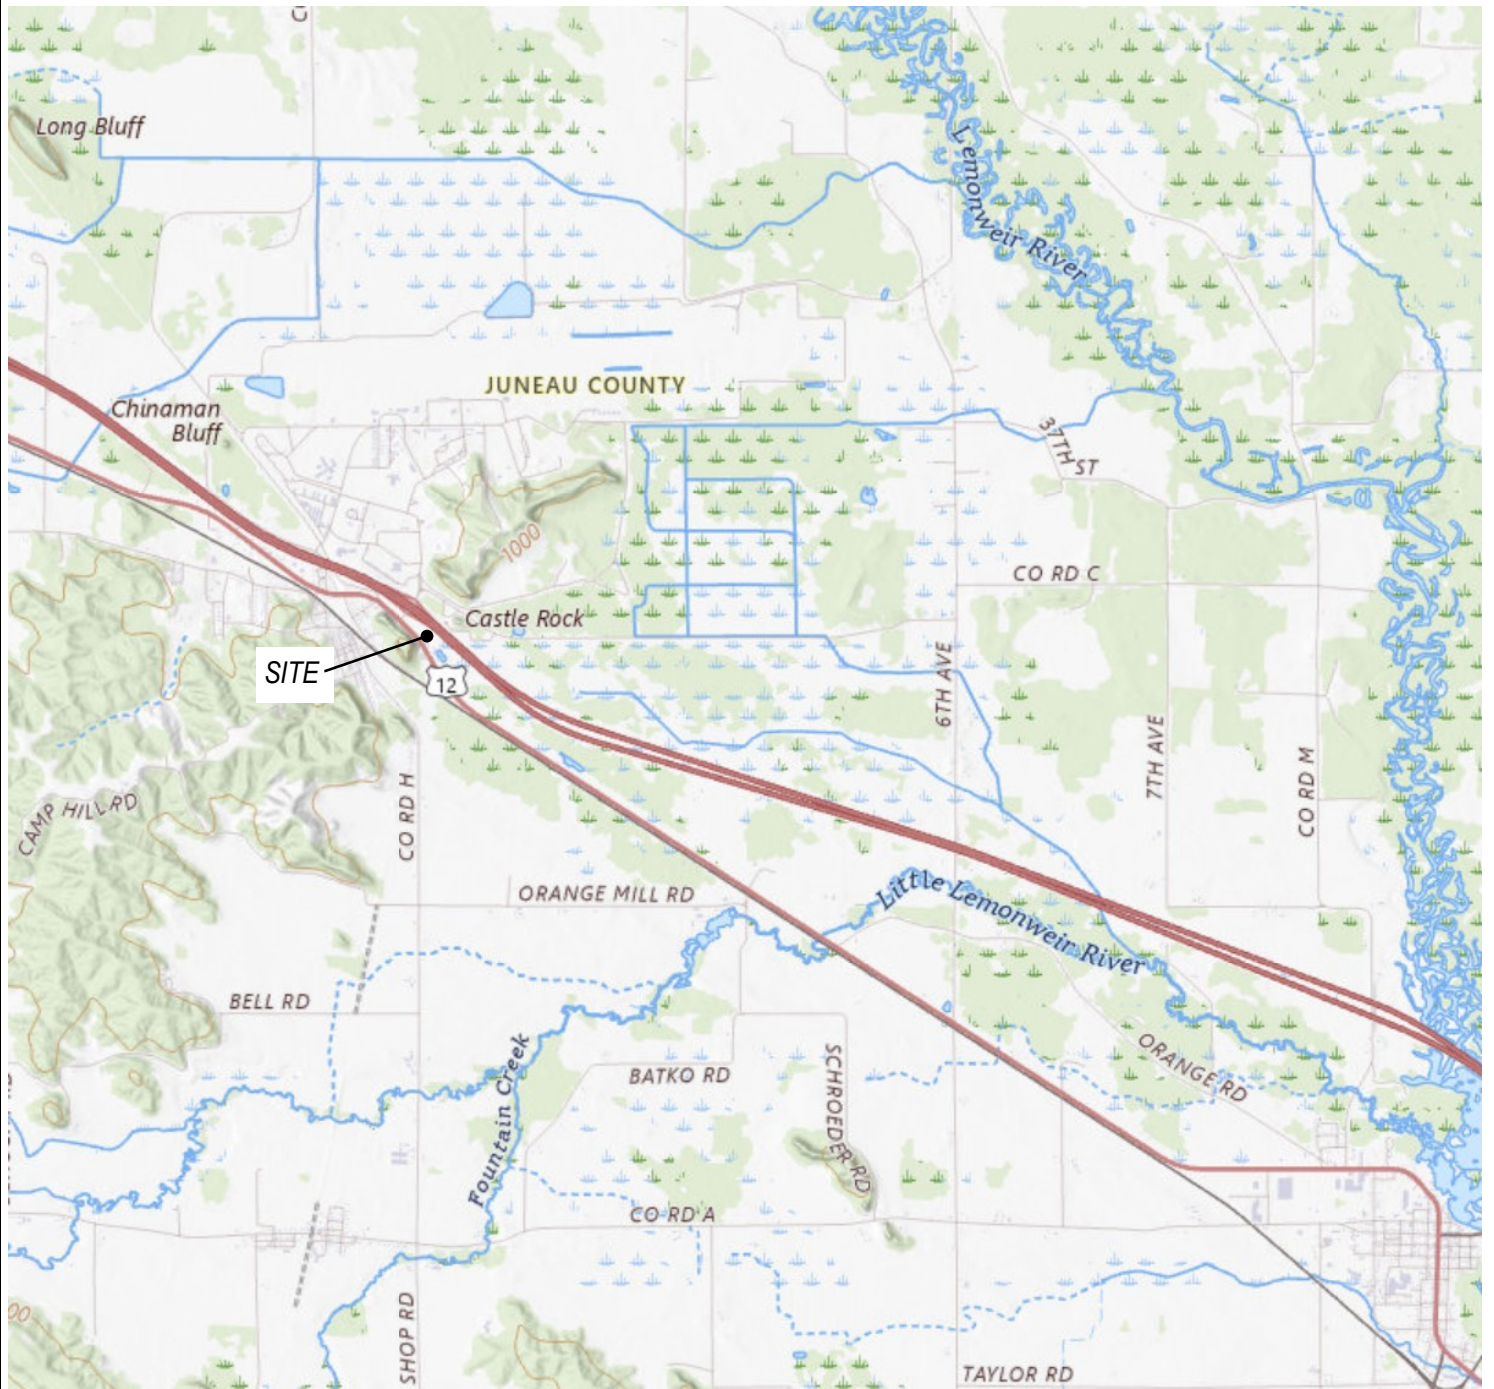 Long Bluff
Lemonweir River
JUNEAU COUNTY
Chinaman
Bluff
37TH ST
1000
CO RD C
Castle Rock
SITE
12
6TH AVE
7TH AVE
CO RD M
CO RD H
CAMP HILL RD
ORANGE MILL RD
Little Lemonweir River
BELL RD
Fountain Creek
BATKO RD
SCHROEDER RD
ORANGE RD
CO RD A
SHOP RD
TAYLOR RD